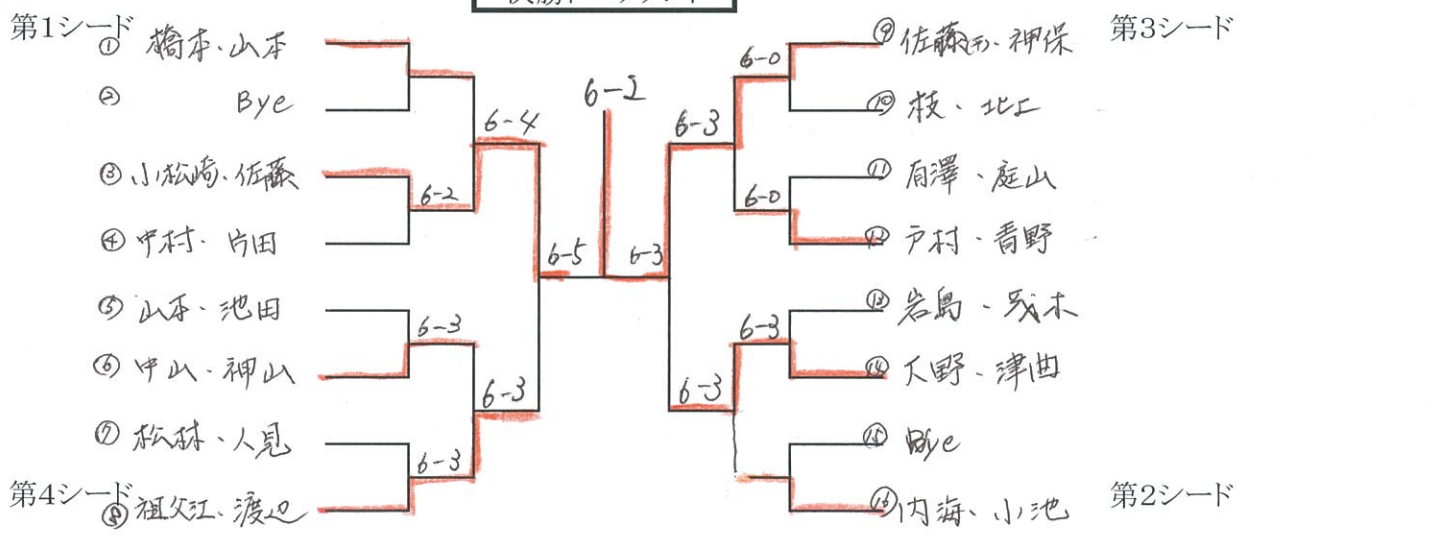 第1シード
① 橋本・山本
② Bye
③ 小松崎・佐藤
④ 中村・片田
⑤ 山本・池田
⑥ 中山・神山
⑦ 松林・人見
第4シード
⑧ 祖父江・渡辺
6-4
6-2
6-3
6-3
6-3
6-5
6-2
6-3
6-0
6-3
6-0
6-3
6-3
⑨ 佐藤・神保
第3シード
⑩ 枝・北上
⑪ 有澤・庭山
⑫ 戸村・青野
⑬ 岩島・茂木
⑭ 天野・津曲
⑮ Bye
⑯ 内海・小池
第2シード